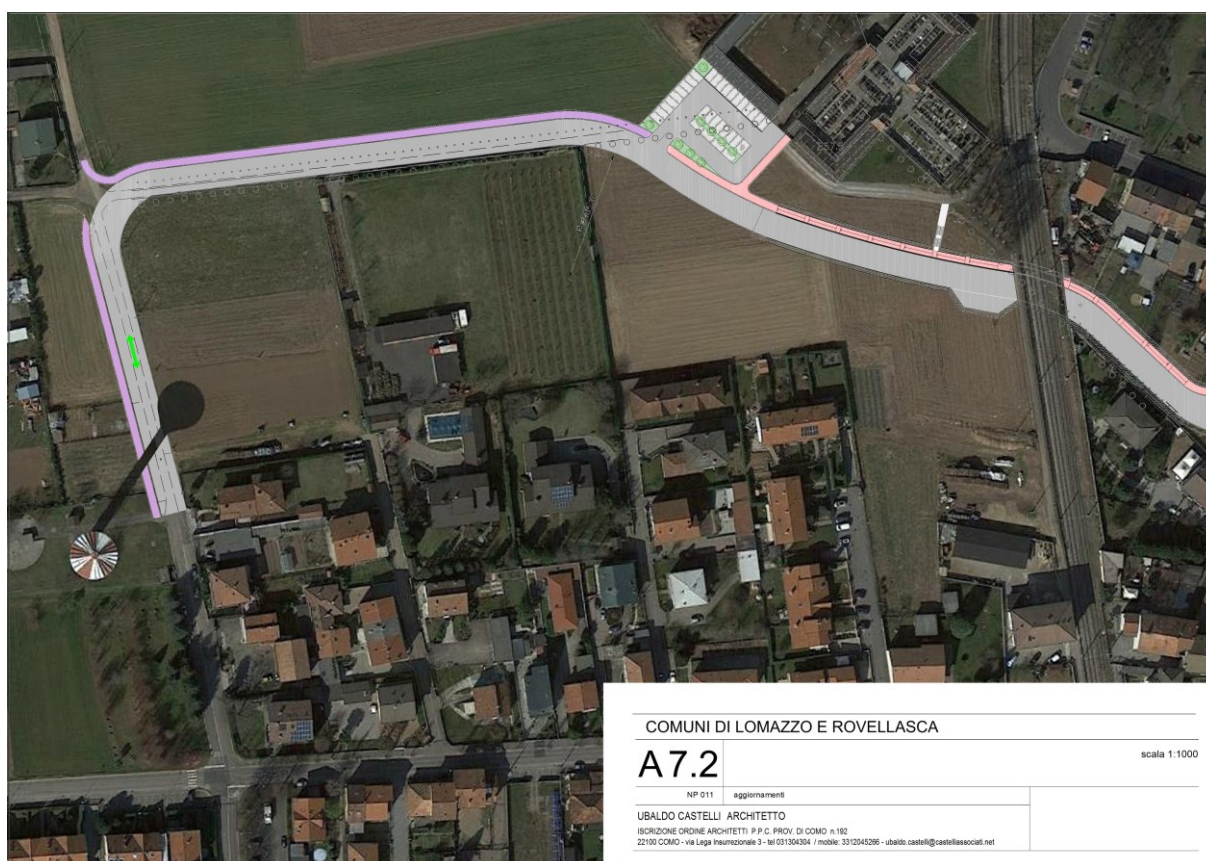 COMUNI DI LOMAZZO E ROVELLASCA
A 7.2
scala 1:1000
NP 011 aggiornamenti
UBALDO CASTELLI ARCHITETTO
ISCRIZIONE ORDINE ARCHITETTI P.P.C. PROV. DI COMO n.192
22100 COMO - via Lega Insurrezionale 3 - tel 031304304 / mobile: 3312045266 - ubaldo.castelli@castelliassociati.net